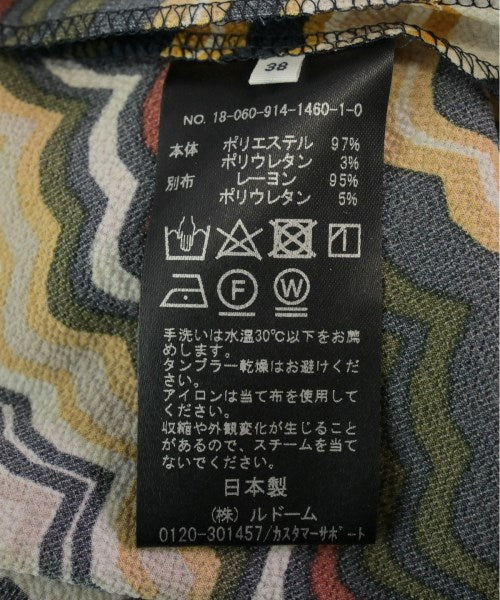 38
NO. 18-060-914-1460-1-0
本体 ポリエステル 97%
ポリウレタン 3%
別布 レーヨン 95%
ポリウレタン 5%
F W
手洗いは水温30℃以下をお薦
めします。
タンブラー乾燥はお避けくだ
さい。
アイロンは当て布を使用して
ください。
収縮や外観変化が生じること
があるので、スチームを当て
ないでください。
日本製
(株) ルドーム
0120-301457/カスタマーサポート